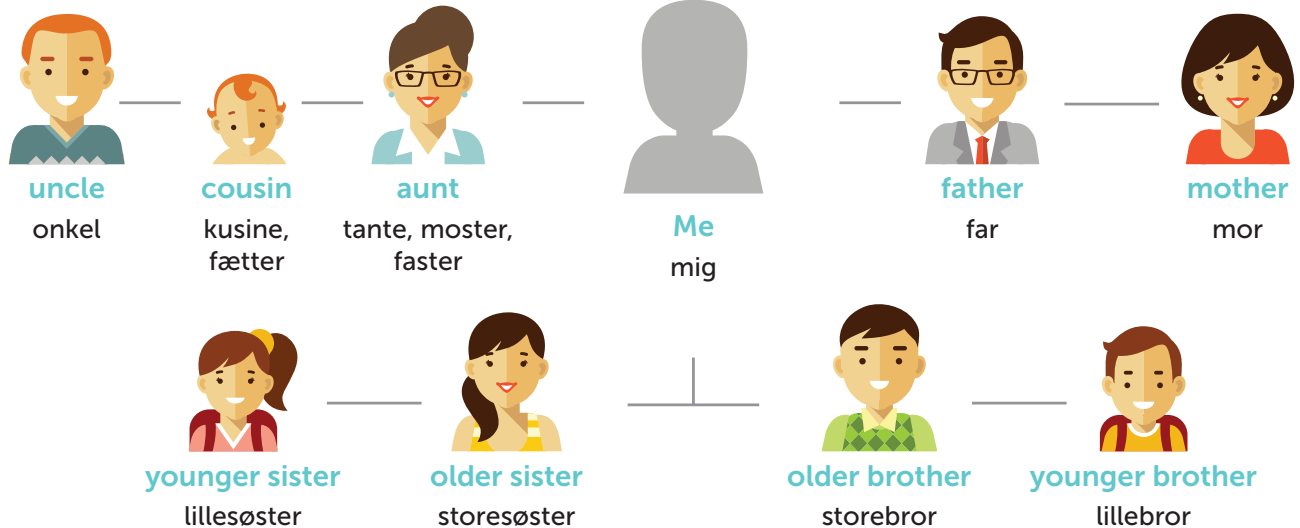 uncle
onkel
cousin
kusine,
fætter
aunt
tante, moster,
faster
Me
mig
father
far
mother
mor
younger sister
lillesøster
older sister
storesøster
older brother
storebror
younger brother
lillebror